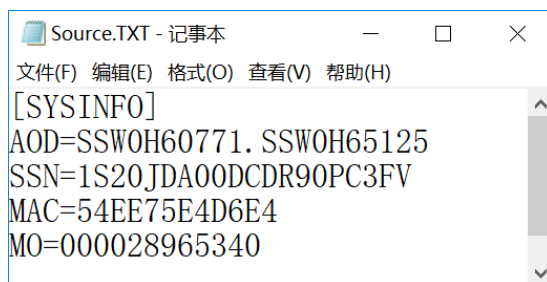 Source.TXT - 记事本
文件(F) 编辑(E) 格式(O) 查看(V) 帮助(H)
[SYSINFO]
AOD=SSW0H60771.SSW0H65125
SSN=1S20JDA00DCDR90PC3FV
MAC=54EE75E4D6E4
MO=000028965340